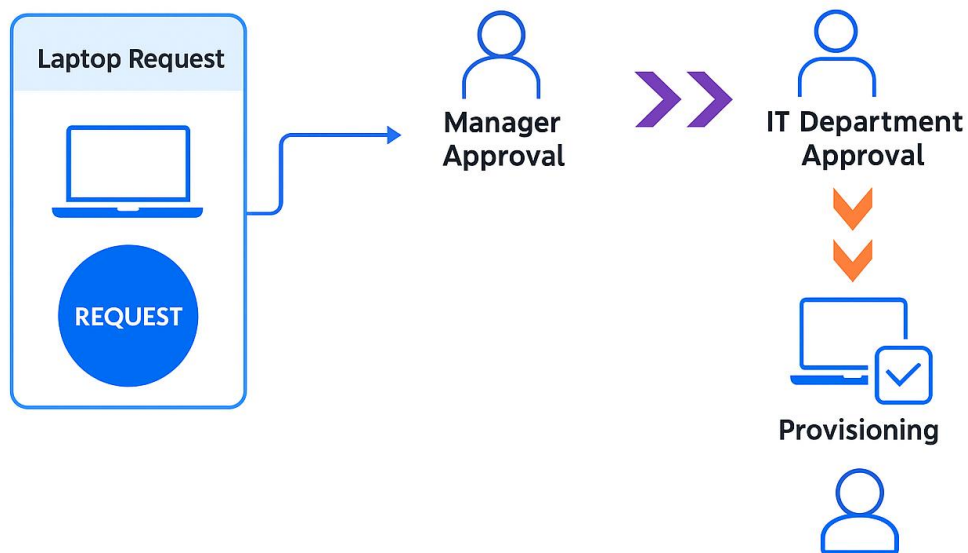 Laptop Request
REQUEST
Manager
Approval
IT Department
Approval
Provisioning